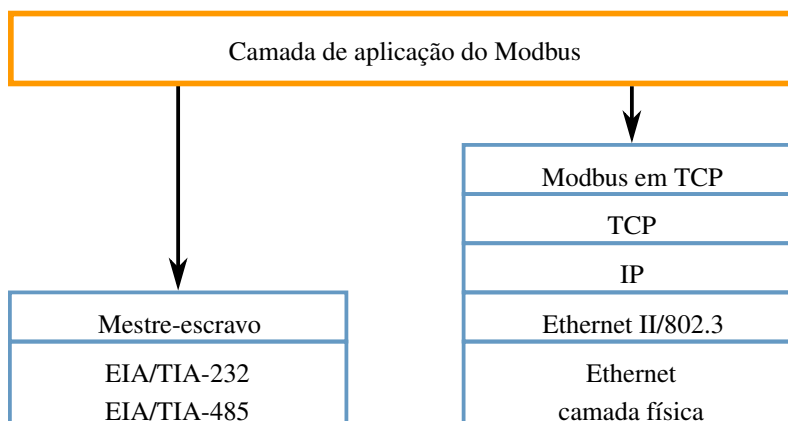 Camada de aplicação do Modbus
Modbus em TCP
TCP
IP
Mestre-escravo
Ethernet II/802.3
EIA/TIA-232
EIA/TIA-485
Ethernet
camada física